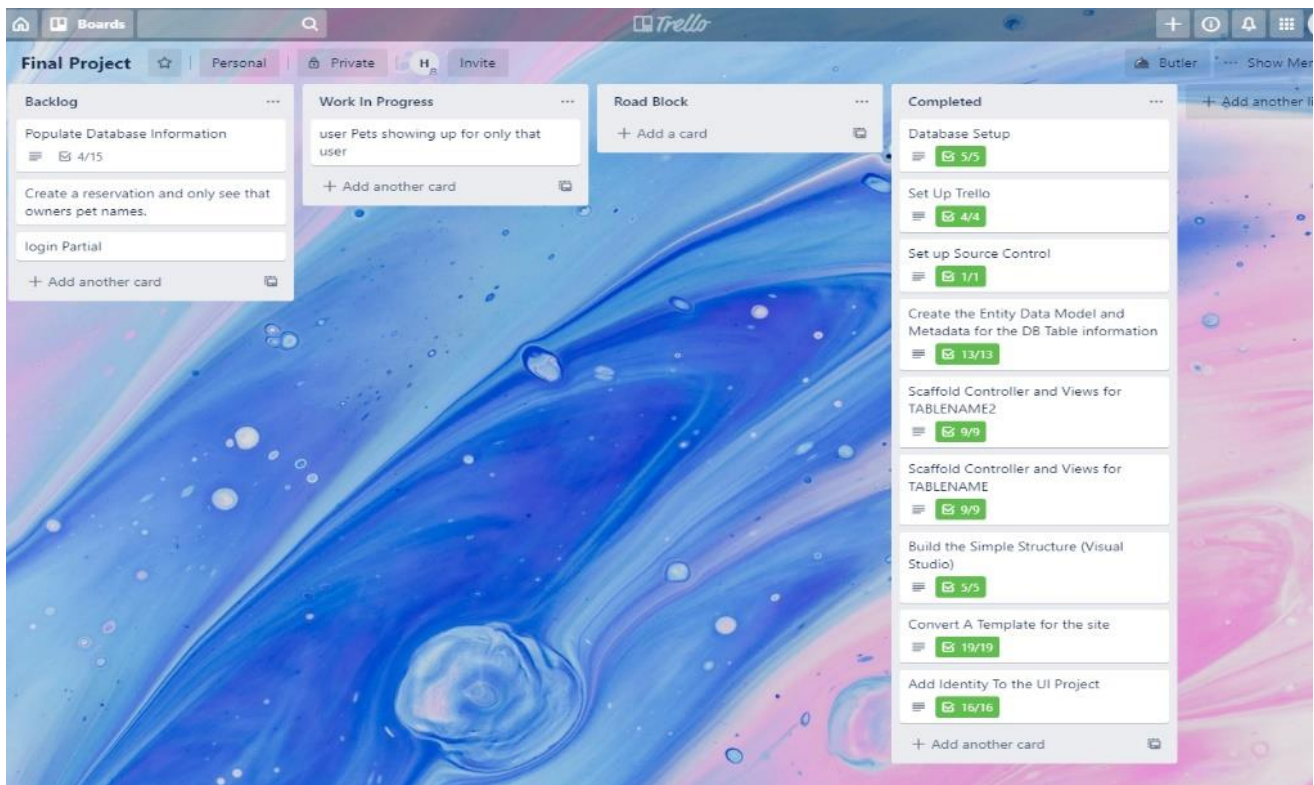 Boards
Trello
Final Project
Personal
Private
H
Invite
Butler
... Show Mer
Backlog
Populate Database Information
4/15
Create a reservation and only see that
owners pet names.
login Partial
+ Add another card
Work In Progress
user Pets showing up for only that
user
+ Add another card
Road Block
+ Add a card
Completed
Database Setup
5/5
Set Up Trello
4/4
Set up Source Control
1/1
Create the Entity Data Model and
Metadata for the DB Table information
13/13
Scaffold Controller and Views for
TABLENAME2
9/9
Scaffold Controller and Views for
TABLENAME
9/9
Build the Simple Structure (Visual
Studio)
5/5
Convert A Template for the site
19/19
Add Identity To the UI Project
16/16
+ Add another card
+ Add another li